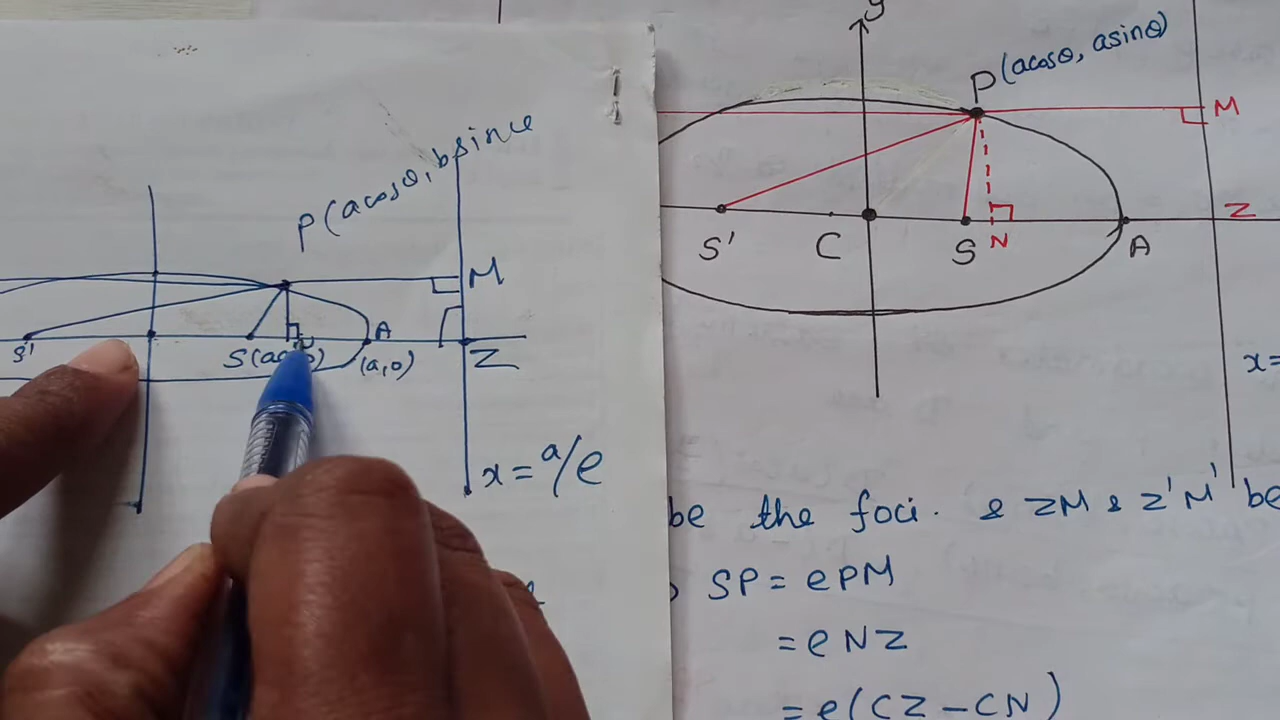 P(acosθ, bsinθ
M
S'
S(ae,0)
A
(a,0)
Z
x = a/e
y
P(acosθ, asinθ)
M
S'
C
S
N
A
Z
x=
be the foci. & ZM & Z'M' be
SP = ePM
= eNZ
= e(CZ - CN)